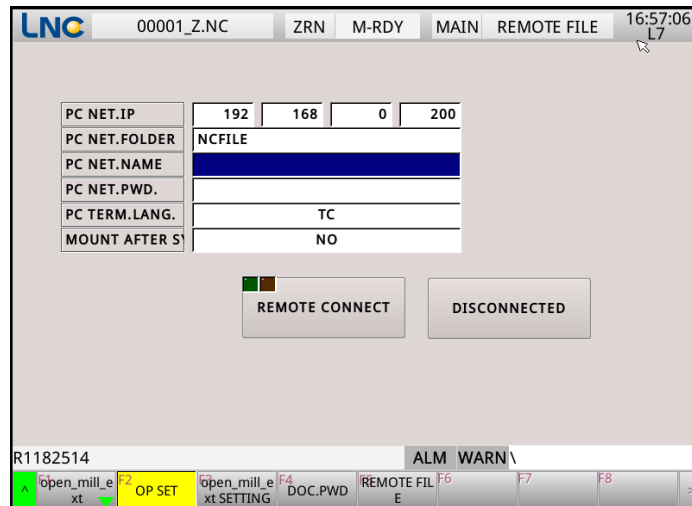 LNC 00001_Z.NC ZRN M-RDY MAIN REMOTE FILE 16:57:06
L7
PC NET.IP 192 168 0 200
PC NET.FOLDER NCFILE
PC NET.NAME
PC NET.PWD.
PC TERM.LANG. TC
MOUNT AFTER SY NO
REMOTE CONNECT DISCONNECTED
R1182514 ALM WARN \
^ F1 open_mill_e F2 OP SET F3 open_mill_e F4 DOC.PWD F5 REMOTE FIL F6 F7 F8 >
xt xt SETTING E